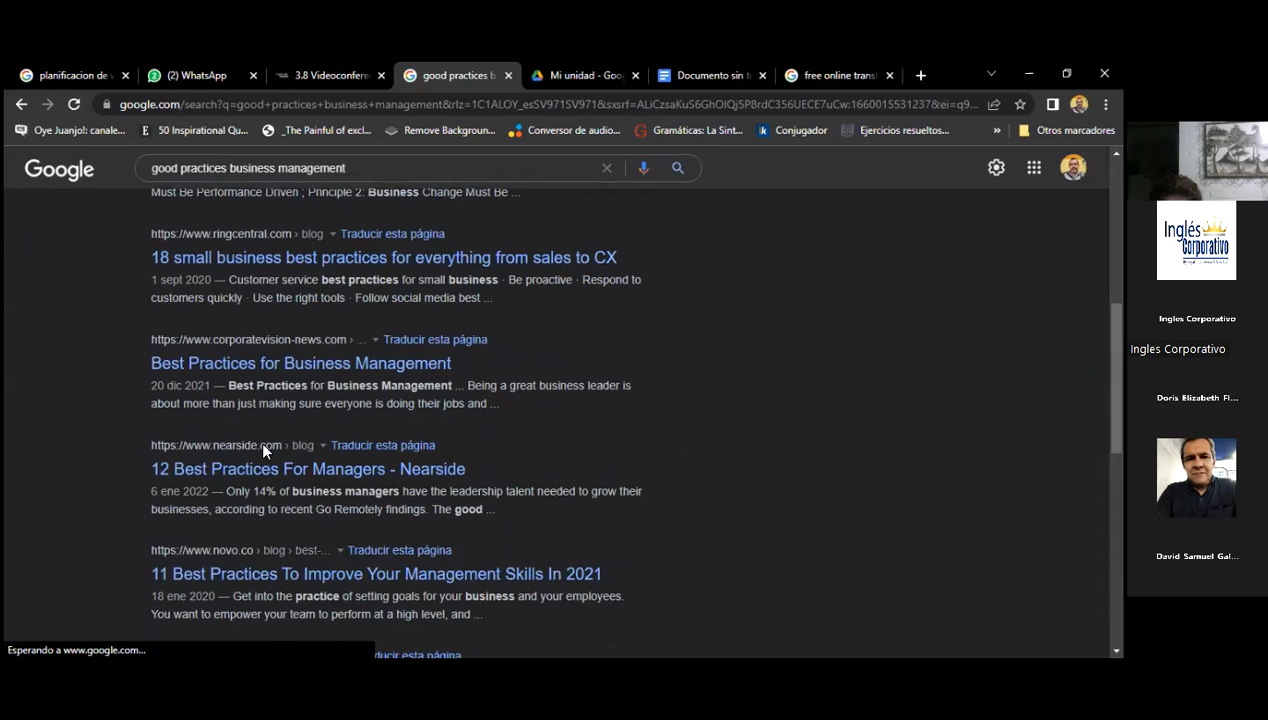 planificacion de
(2) WhatsApp
3.8 Videoconfere
good practices b
Mi unidad - Goo
Documento sin t
free online trans
google.com/search?q=good+practices+business+management&rlz=1C1ALOY_esSV971SV971&sxsrf=ALiCzsaKuS6GhOIQj5P8rdC356UECE7uCw:1660015531237&ei=q9...
Oye Juanjo!: canale...
50 Inspirational Qu...
_The Painful of excl...
Remove Backgroun...
Conversor de audio...
Gramáticas: La Sint...
Conjugador
Ejercicios resueltos...
»
Otros marcadores
Google
good practices business management
Must Be Performance Driven ; Principle 2: Business Change Must Be ...
https://www.ringcentral.com › blog Traducir esta página
18 small business best practices for everything from sales to CX
1 sept 2020 — Customer service best practices for small business · Be proactive · Respond to
customers quickly · Use the right tools · Follow social media best ...
https://www.corporatevision-news.com › ... Traducir esta página
Best Practices for Business Management
20 dic 2021 — Best Practices for Business Management ... Being a great business leader is
about more than just making sure everyone is doing their jobs and ...
https://www.nearside.com › blog Traducir esta página
12 Best Practices For Managers - Nearside
6 ene 2022 — Only 14% of business managers have the leadership talent needed to grow their
businesses, according to recent Go Remotely findings. The good ...
https://www.novo.co › blog › best-... Traducir esta página
11 Best Practices To Improve Your Management Skills In 2021
18 ene 2020 — Get into the practice of setting goals for your business and your employees.
You want to empower your team to perform at a high level, and ...
ducir esta página
Esperando a www.google.com...
Inglés
Corporativo
Ingles Corporativo
Ingles Corporativo
Doris Elizabeth Fl...
David Samuel Gal...